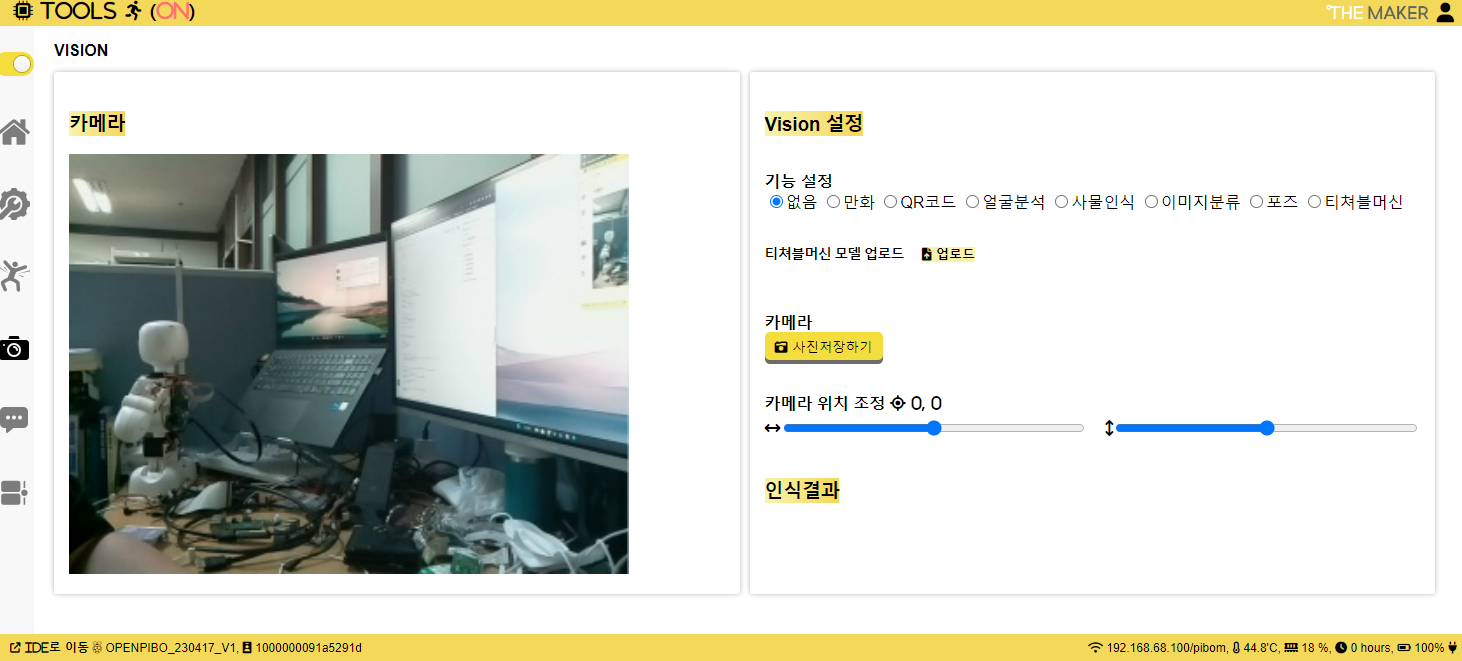 TOOLS (ON)
THE MAKER
VISION
카메라
Vision 설정
기능 설정
없음 만화 QR코드 얼굴분석 사물인식 이미지분류 포즈 티쳐블머신
티쳐블머신 모델 업로드 업로드
카메라
사진저장하기
카메라 위치 조정 0, 0
인식결과
IDE로 이동 OPENPIBO_230417_V1, 1000000091a5291d
192.168.68.100/pibom, 44.8'C, 18 %, 0 hours, 100%